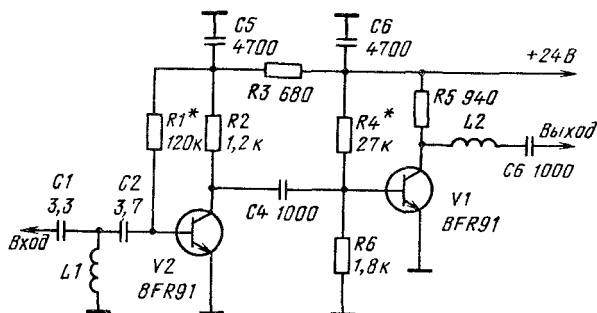 C5
4700
C6
4700
+24В
R3 680
R5 940
L2
R1*
120к
R2
1,2к
R4*
27к
Выход
C6 1000
C1
3,3
C2
3,7
C4 1000
V1
BFR91
Вход
L1
V2
BFR91
R6
1,8к